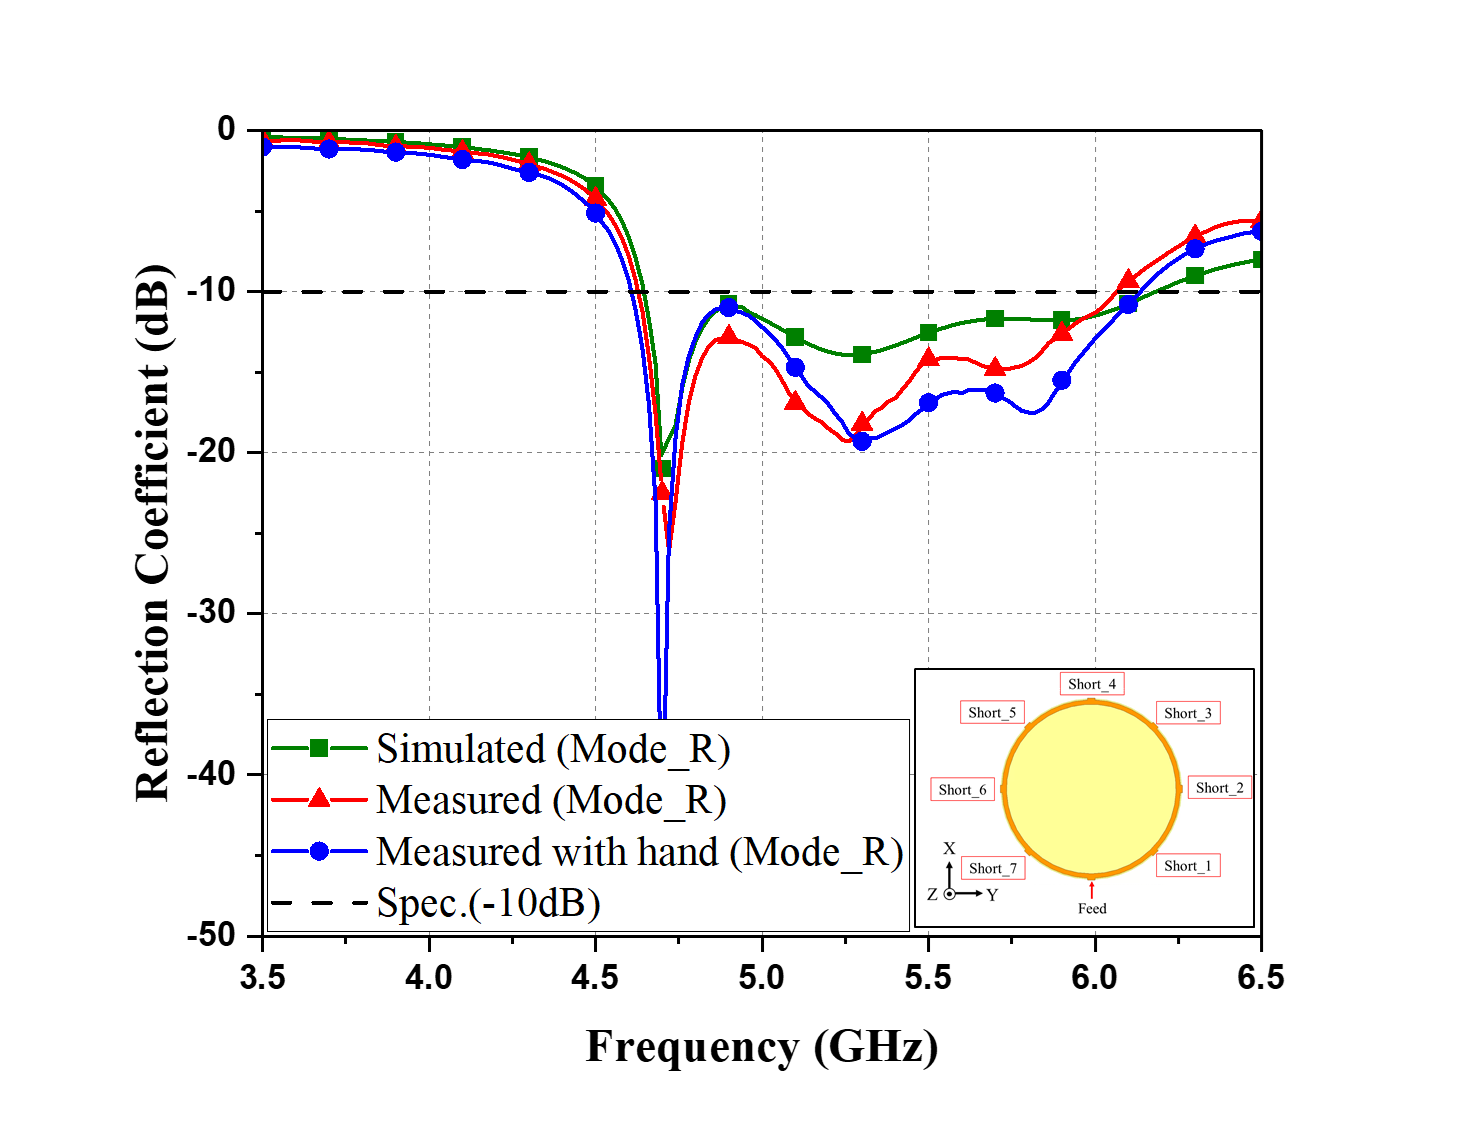 0
-10
-20
-30
-40
-50
Reflection Coefficient (dB)
3.5 4.0 4.5 5.0 5.5 6.0 6.5
Frequency (GHz)
Simulated (Mode_R)
Measured (Mode_R)
Measured with hand (Mode_R)
Spec.(-10dB)
Short_4
Short_5
Short_3
Short_6
Short_2
X
Short_7
Short_1
Z
Y
Feed